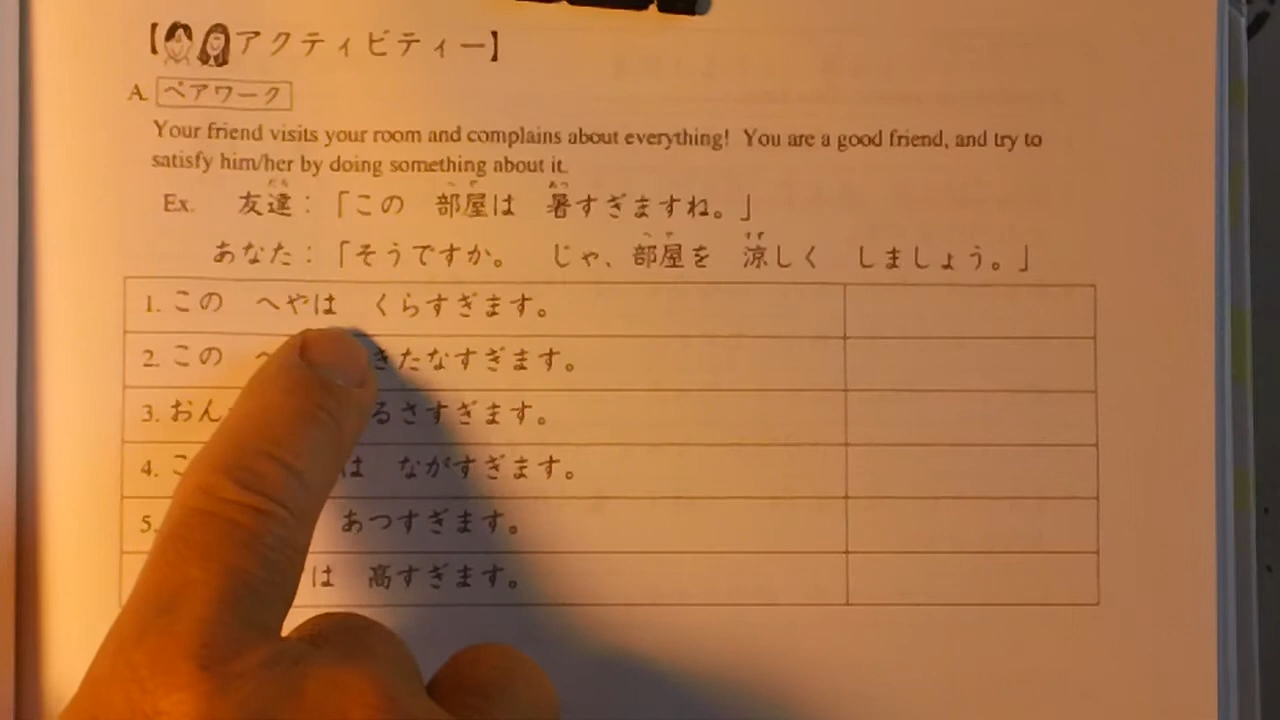 【アクティビティー】
A. ペアワーク
Your friend visits your room and complains about everything! You are a good friend, and try to
satisfy him/her by doing something about it.
Ex. 友達：「この 部屋は 暑すぎますね。」
あなた：「そうですか。 じゃ、部屋を 涼しく しましょう。」
1. この へやは くらすぎます。
2. この きたなすぎます。
3. おん るさすぎます。
4. は ながすぎます。
5. あつすぎます。
は 高すぎます。